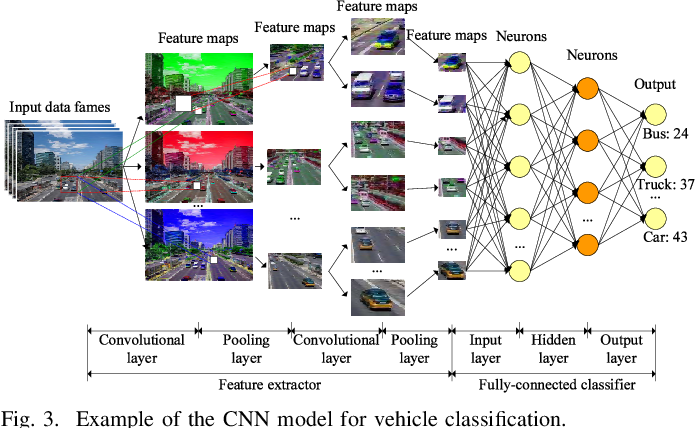 Feature maps
Feature maps
Feature maps
Feature maps
Neurons
Neurons
Output
Input data fames
Bus: 24
Truck: 37
...
Car: 43
...
...
...
...
...
...
Convolutional
layer
Pooling
layer
Convolutional
layer
Pooling
layer
Input
layer
Hidden
layer
Output
layer
Feature extractor
Fully-connected classifier
Fig. 3. Example of the CNN model for vehicle classification.